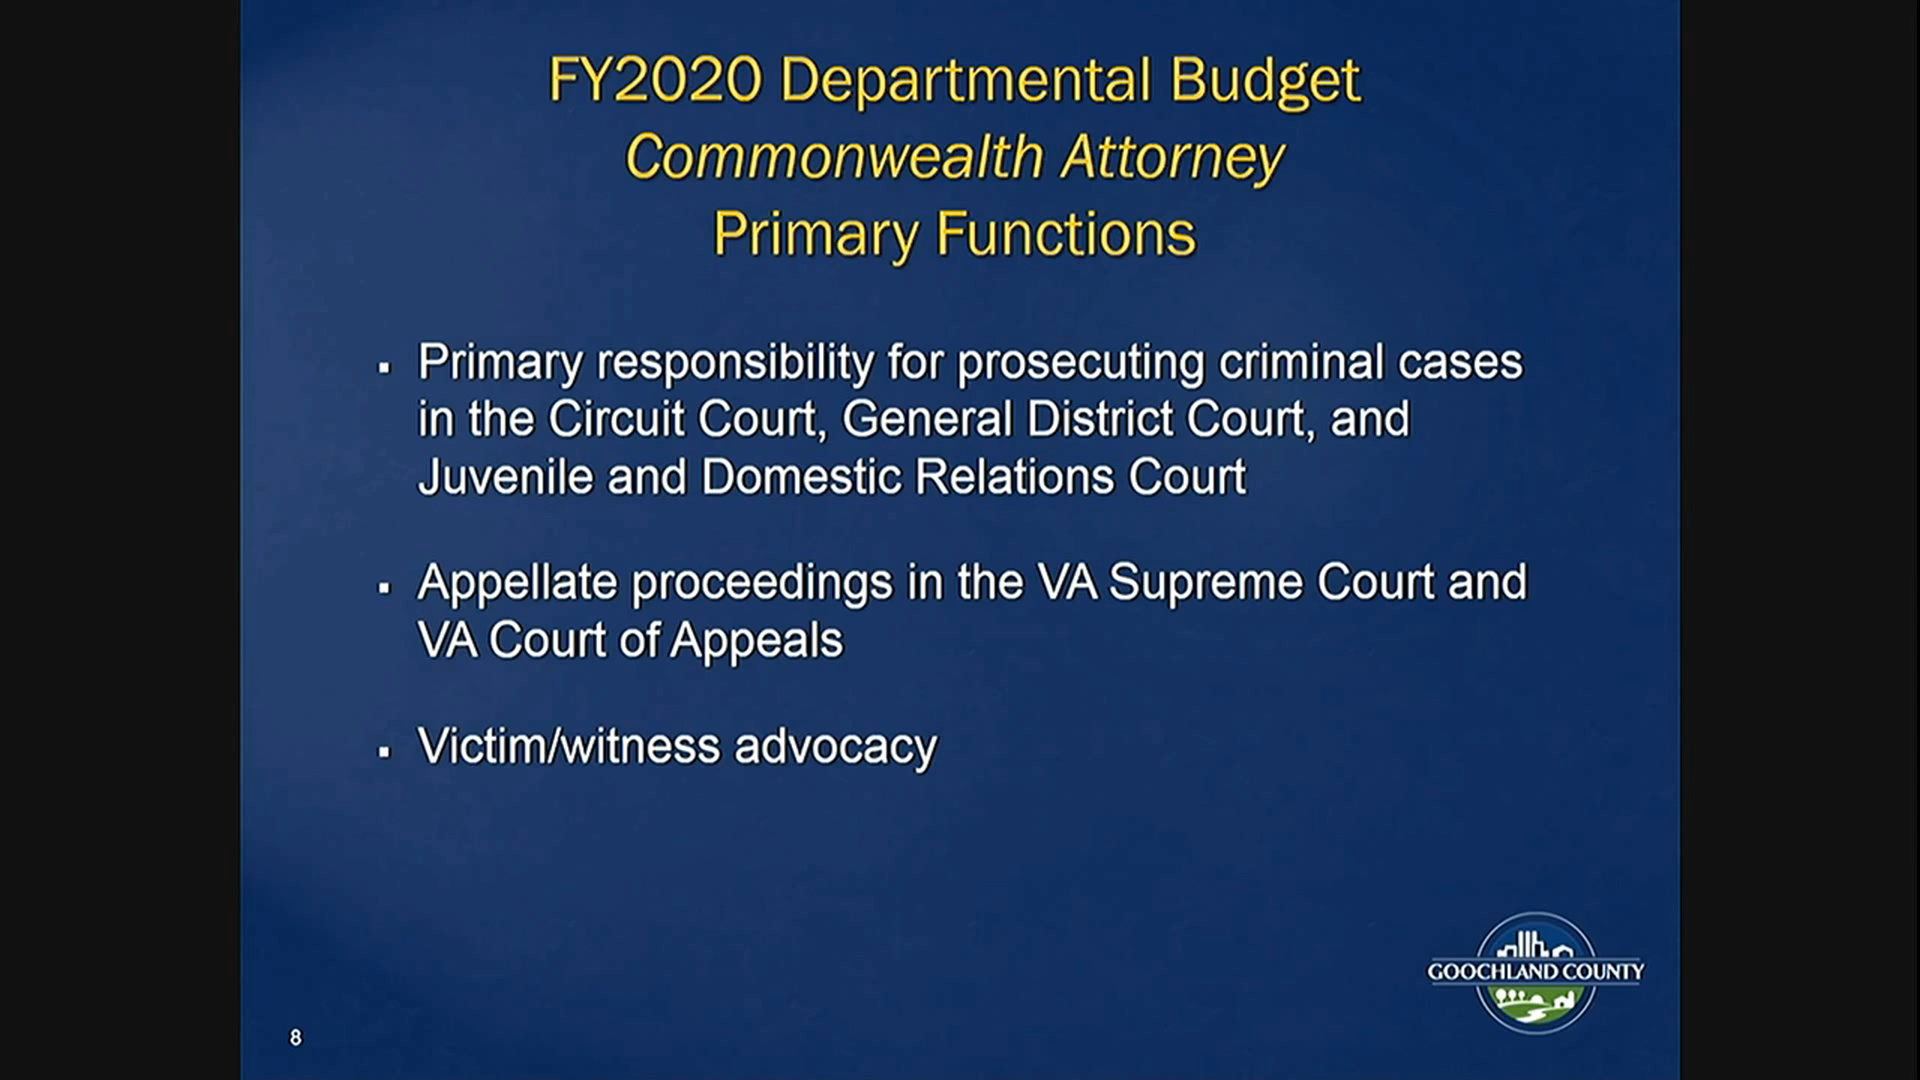 FY2020 Departmental Budget
Commonwealth Attorney
Primary Functions
▪ Primary responsibility for prosecuting criminal cases
in the Circuit Court, General District Court, and
Juvenile and Domestic Relations Court
▪ Appellate proceedings in the VA Supreme Court and
VA Court of Appeals
▪ Victim/witness advocacy
GOOCHLAND COUNTY
8